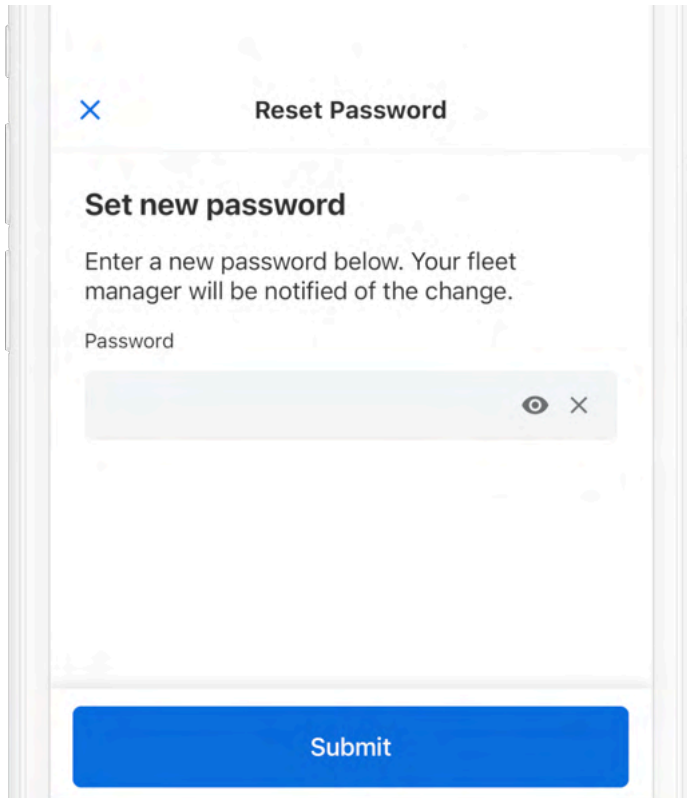 Reset Password
Set new password
Enter a new password below. Your fleet
manager will be notified of the change.
Password
Submit